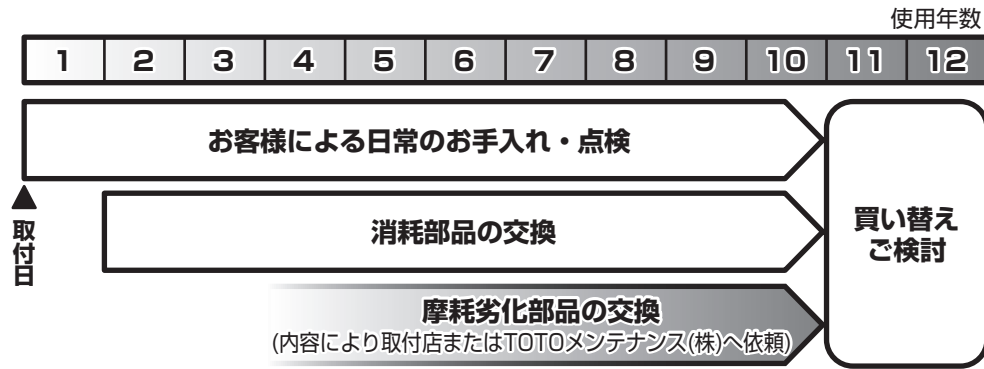 使用年数
1 2 3 4 5 6 7 8 9 10 11 12
お客様による日常のお手入れ・点検
取付日
消耗部品の交換
買い替え
ご検討
摩耗劣化部品の交換
(内容により取付店またはTOTOメンテナンス(株)へ依頼)